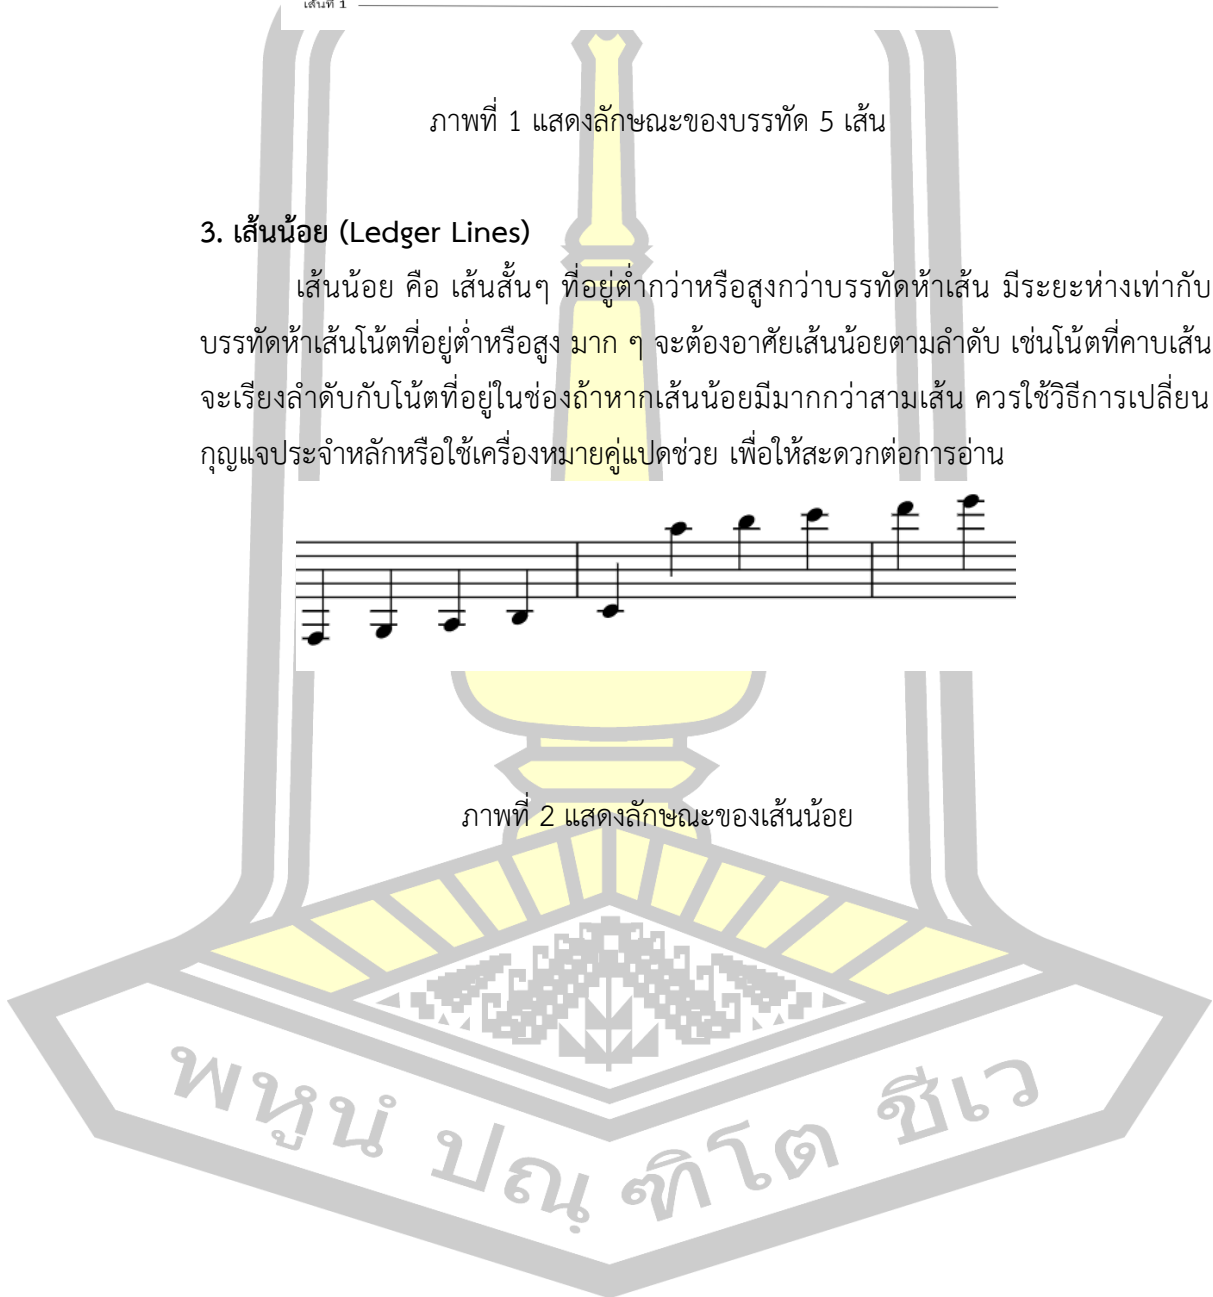 เส้นที่ 1
ภาพที่ 1 แสดงลักษณะของบรรทัด 5 เส้น
3. เส้นน้อย (Ledger Lines)
เส้นน้อย คือ เส้นสั้นๆ ที่อยู่ต่ำกว่าหรือสูงกว่าบรรทัดห้าเส้น มีระยะห่างเท่ากับ
บรรทัดห้าเส้นโน้ตที่อยู่ต่ำหรือสูง มาก ๆ จะต้องอาศัยเส้นน้อยตามลำดับ เช่นโน้ตที่คาบเส้น
จะเรียงลำดับกับโน้ตที่อยู่ในช่องถ้าหากเส้นน้อยมีมากกว่าสามเส้น ควรใช้วิธีการเปลี่ยน
กุญแจประจำหลักหรือใช้เครื่องหมายคู่แปดช่วย เพื่อให้สะดวกต่อการอ่าน
ภาพที่ 2 แสดงลักษณะของเส้นน้อย
พหูนํ ปณฺ ฑิโต ชีเว